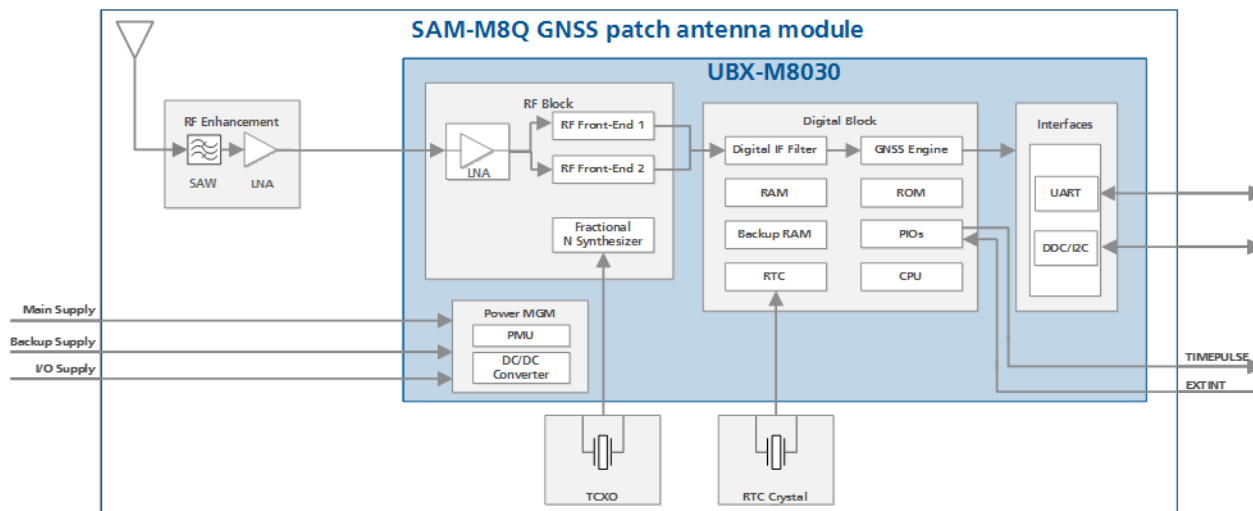 SAM-M8Q GNSS patch antenna module
UBX-M8030
RF Enhancement
SAW
LNA
RF Block
LNA
RF Front-End 1
RF Front-End 2
Fractional
N Synthesizer
Digital Block
Digital IF Filter
GNSS Engine
RAM
ROM
Backup RAM
PIOs
RTC
CPU
Interfaces
UART
DDC/I2C
Main Supply
Backup Supply
I/O Supply
Power MGM
PMU
DC/DC
Converter
TIMEPULSE
EXTINT
TCXO
RTC Crystal